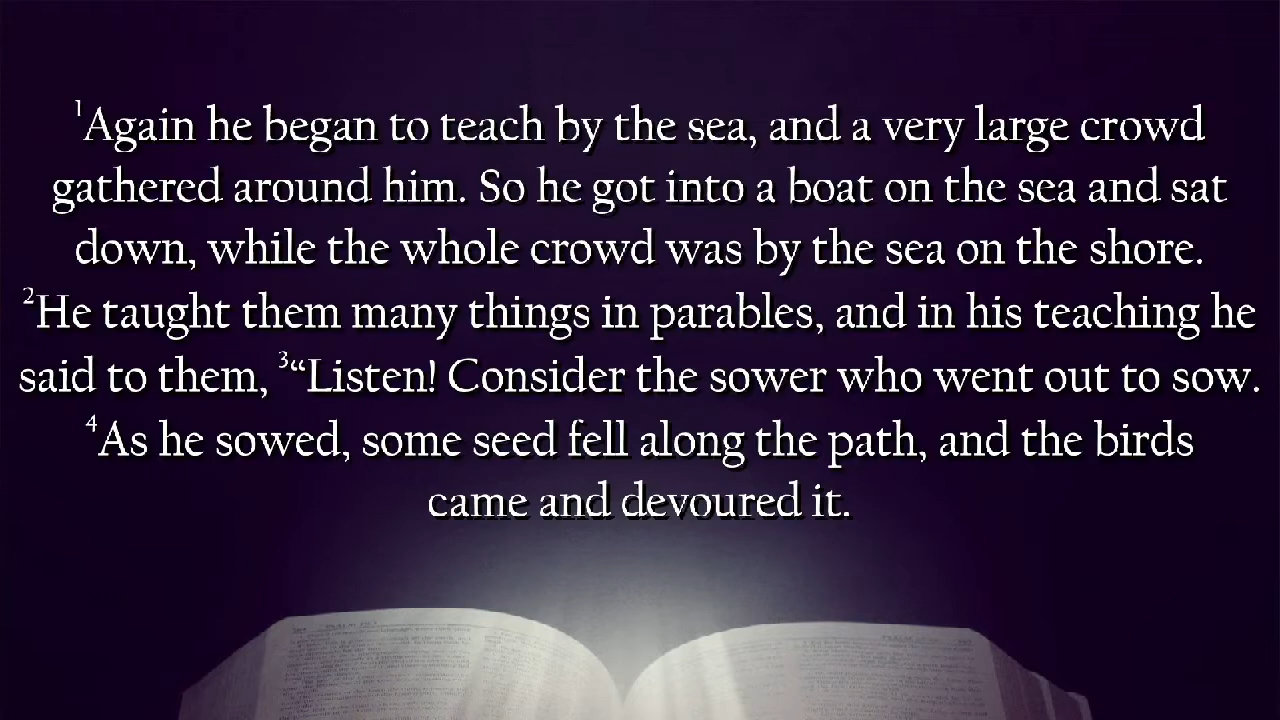 ¹Again he began to teach by the sea, and a very large crowd
gathered around him. So he got into a boat on the sea and sat
down, while the whole crowd was by the sea on the shore.
²He taught them many things in parables, and in his teaching he
said to them, ³“Listen! Consider the sower who went out to sow.
⁴As he sowed, some seed fell along the path, and the birds
came and devoured it.